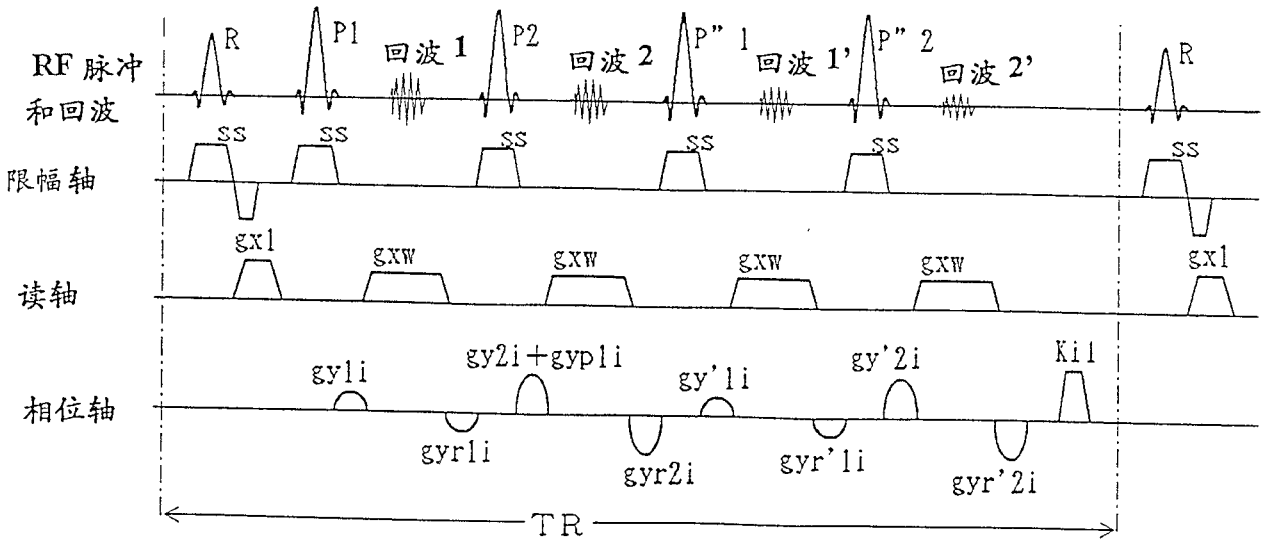 R P1 回波 1 P2 回波 2 P" 1 回波 1' P" 2 回波 2' R
RF 脉冲
和回波
ss ss ss ss ss ss
限幅轴
gx1 gxw gxw gxw gxw gx1
读轴
gy1i gy2i+gyp1i gy'1i gy'2i Kil
相位轴
gyr1i gyr2i gyr'1i gyr'2i
TR